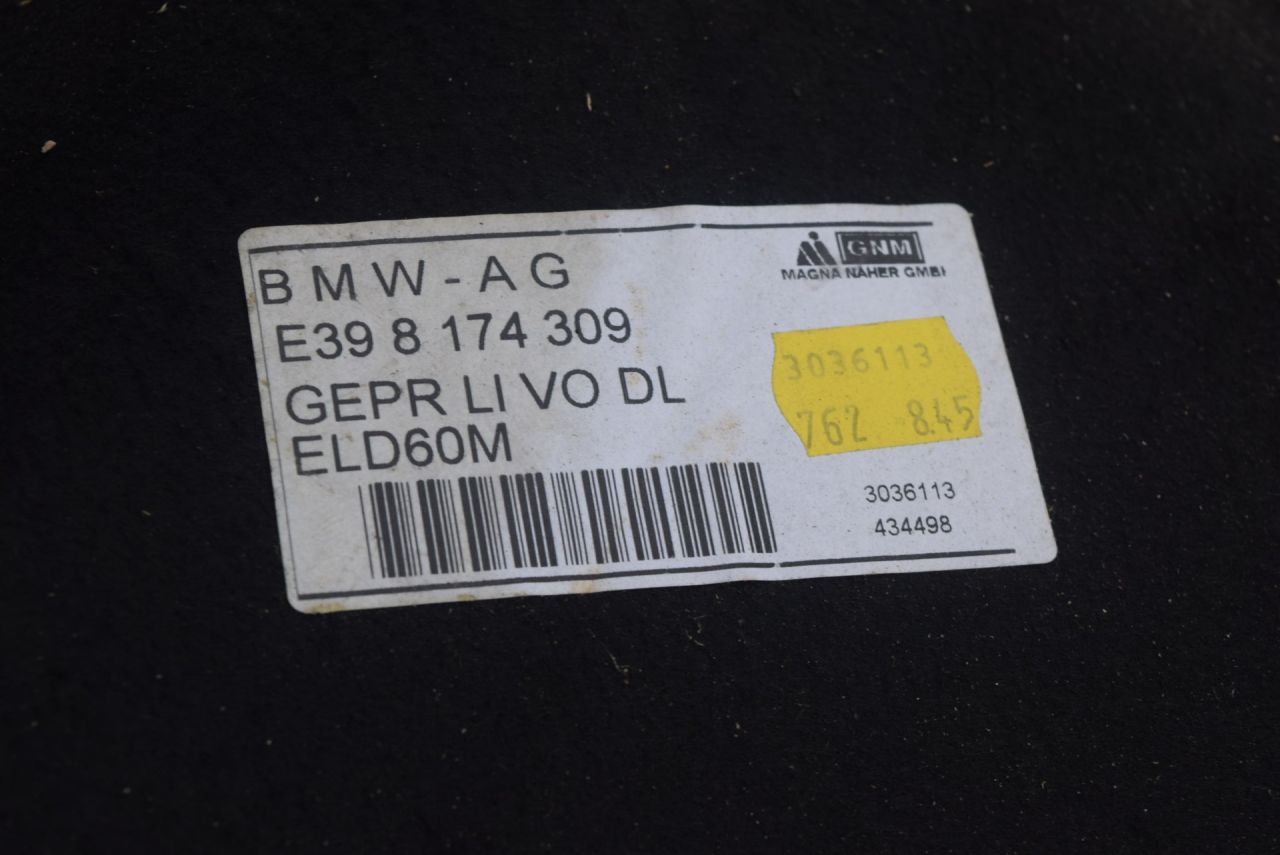 BMW-AG
E39 8 174 309
GEPR LI VO DL
ELD60M
GNM
MAGNA NÄHER GMBH
3036113
762 8.45
3036113
434498